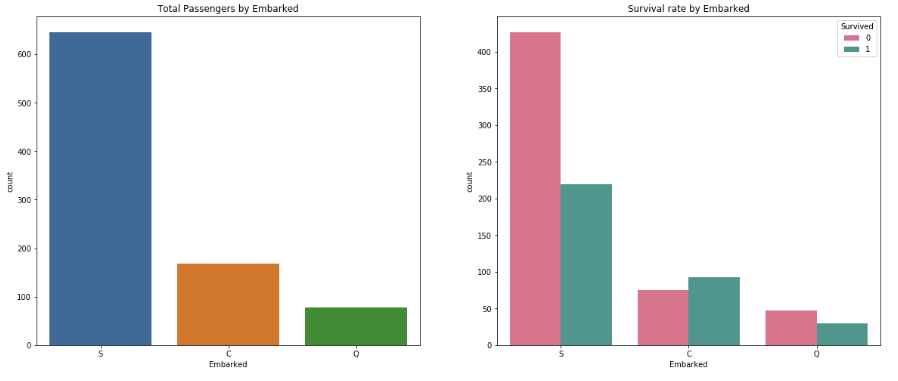 Total Passengers by Embarked
600
500
400
300
200
100
0
count
S C Q
Embarked
Survival rate by Embarked
Survived
0
1
400
350
300
250
200
150
100
50
0
count
S C Q
Embarked